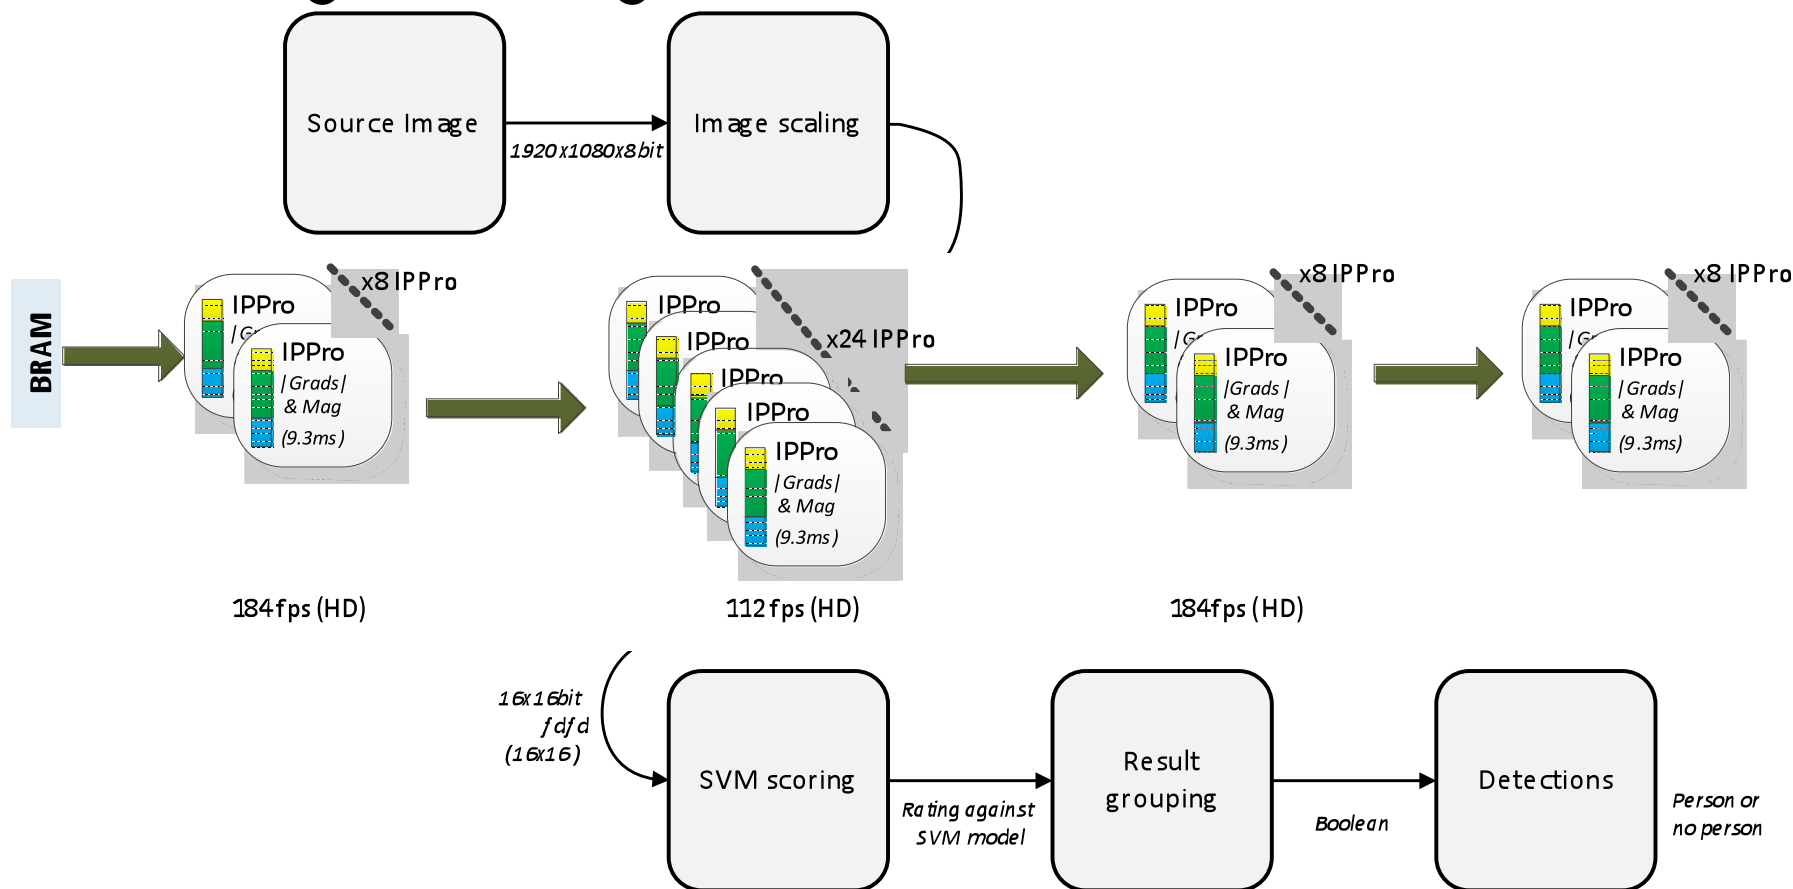 Source Image
1920x1080x8bit
Image scaling
BRAM
x8 IPPro
IPPro
IPPro
|Grads|
& Mag
(9.3ms)
184fps (HD)
x24 IPPro
IPPro
IPPro
IPPro
IPPro
IPPro
|Grads|
& Mag
(9.3ms)
112 fps (HD)
x8 IPPro
IPPro
IPPro
|Grads|
& Mag
(9.3ms)
184fps (HD)
x8 IPPro
IPPro
IPPro
|Grads|
& Mag
(9.3ms)
16x16bit
fdfd
(16x16)
SVM scoring
Rating against
SVM model
Result
grouping
Boolean
Detections
Person or
no person